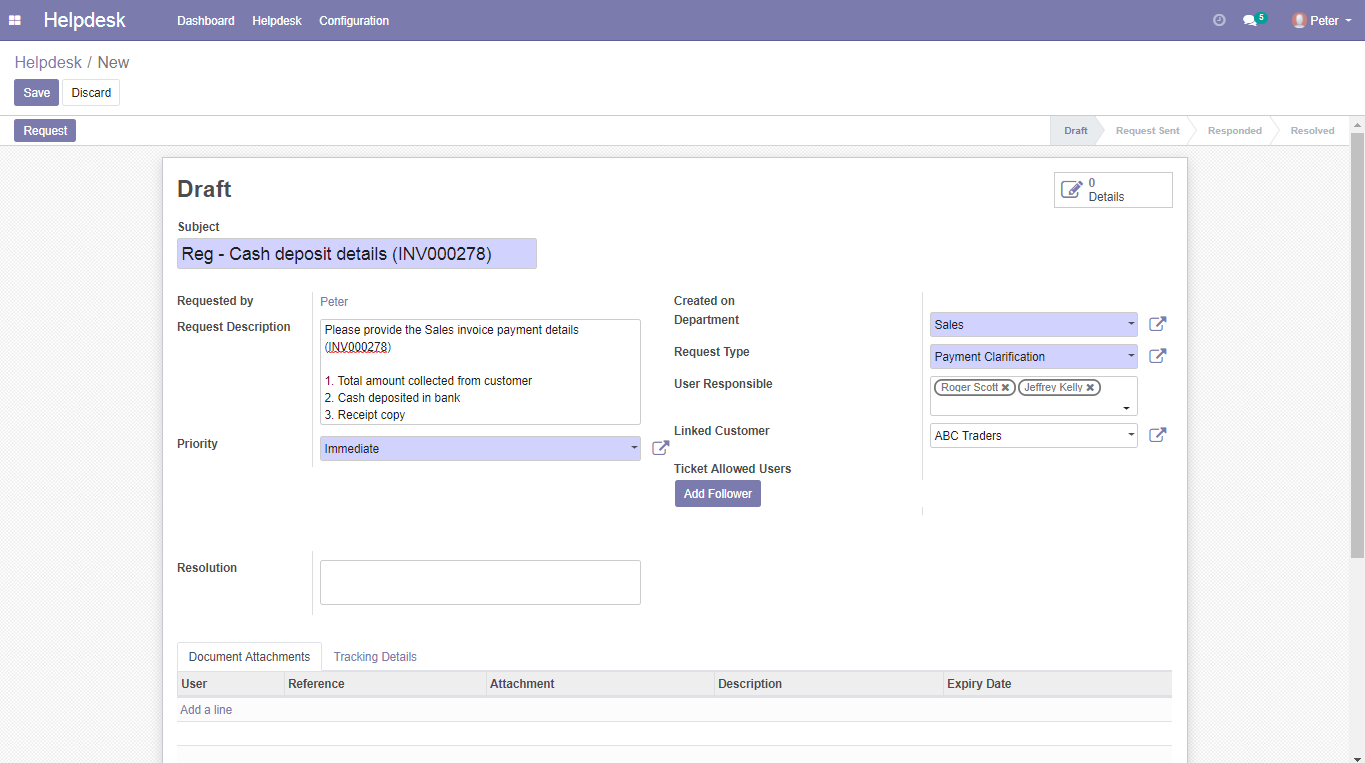 Helpdesk Dashboard Helpdesk Configuration 5 Peter
Helpdesk / New
Save Discard
Request Draft Request Sent Responded Resolved
Draft
0
Details
Subject
Reg - Cash deposit details (INV000278)
Requested by Peter
Request Description Please provide the Sales invoice payment details
(INV000278)
1. Total amount collected from customer
2. Cash deposited in bank
3. Receipt copy
Priority Immediate
Created on
Department Sales
Request Type Payment Clarification
User Responsible Roger Scott Jeffrey Kelly
Linked Customer ABC Traders
Ticket Allowed Users
Add Follower
Resolution
Document Attachments Tracking Details
User Reference Attachment Description Expiry Date
Add a line